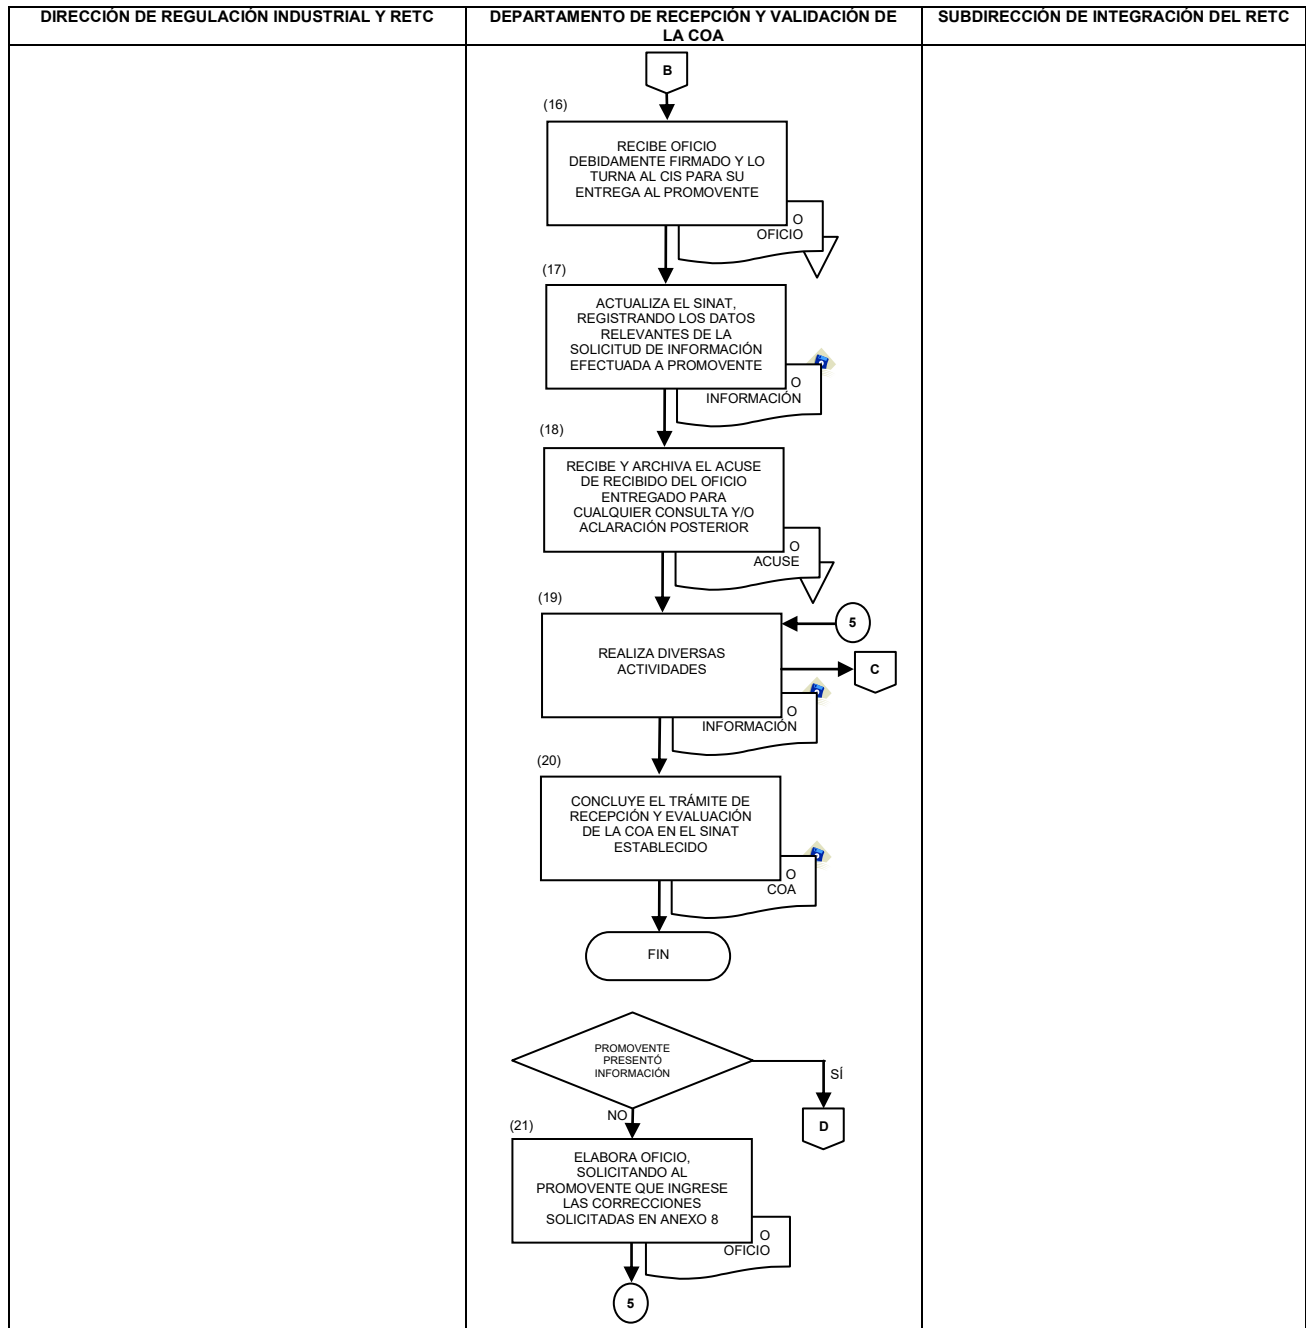 DIRECCIÓN DE REGULACIÓN INDUSTRIAL Y RETC
DEPARTAMENTO DE RECEPCIÓN Y VALIDACIÓN DE
LA COA
SUBDIRECCIÓN DE INTEGRACIÓN DEL RETC
B
(16)
RECIBE OFICIO
DEBIDAMENTE FIRMADO Y LO
TURNA AL CIS PARA SU
ENTREGA AL PROMOVENTE
O
OFICIO
(17)
ACTUALIZA EL SINAT,
REGISTRANDO LOS DATOS
RELEVANTES DE LA
SOLICITUD DE INFORMACIÓN
EFECTUADA A PROMOVENTE
O
INFORMACIÓN
(18)
RECIBE Y ARCHIVA EL ACUSE
DE RECIBIDO DEL OFICIO
ENTREGADO PARA
CUALQUIER CONSULTA Y/O
ACLARACIÓN POSTERIOR
O
ACUSE
(19)
5
REALIZA DIVERSAS
ACTIVIDADES
C
O
INFORMACIÓN
(20)
CONCLUYE EL TRÁMITE DE
RECEPCIÓN Y EVALUACIÓN
DE LA COA EN EL SINAT
ESTABLECIDO
O
COA
FIN
PROMOVENTE
PRESENTÓ
INFORMACIÓN
SÍ
NO
D
(21)
ELABORA OFICIO,
SOLICITANDO AL
PROMOVENTE QUE INGRESE
LAS CORRECCIONES
SOLICITADAS EN ANEXO 8
O
OFICIO
5